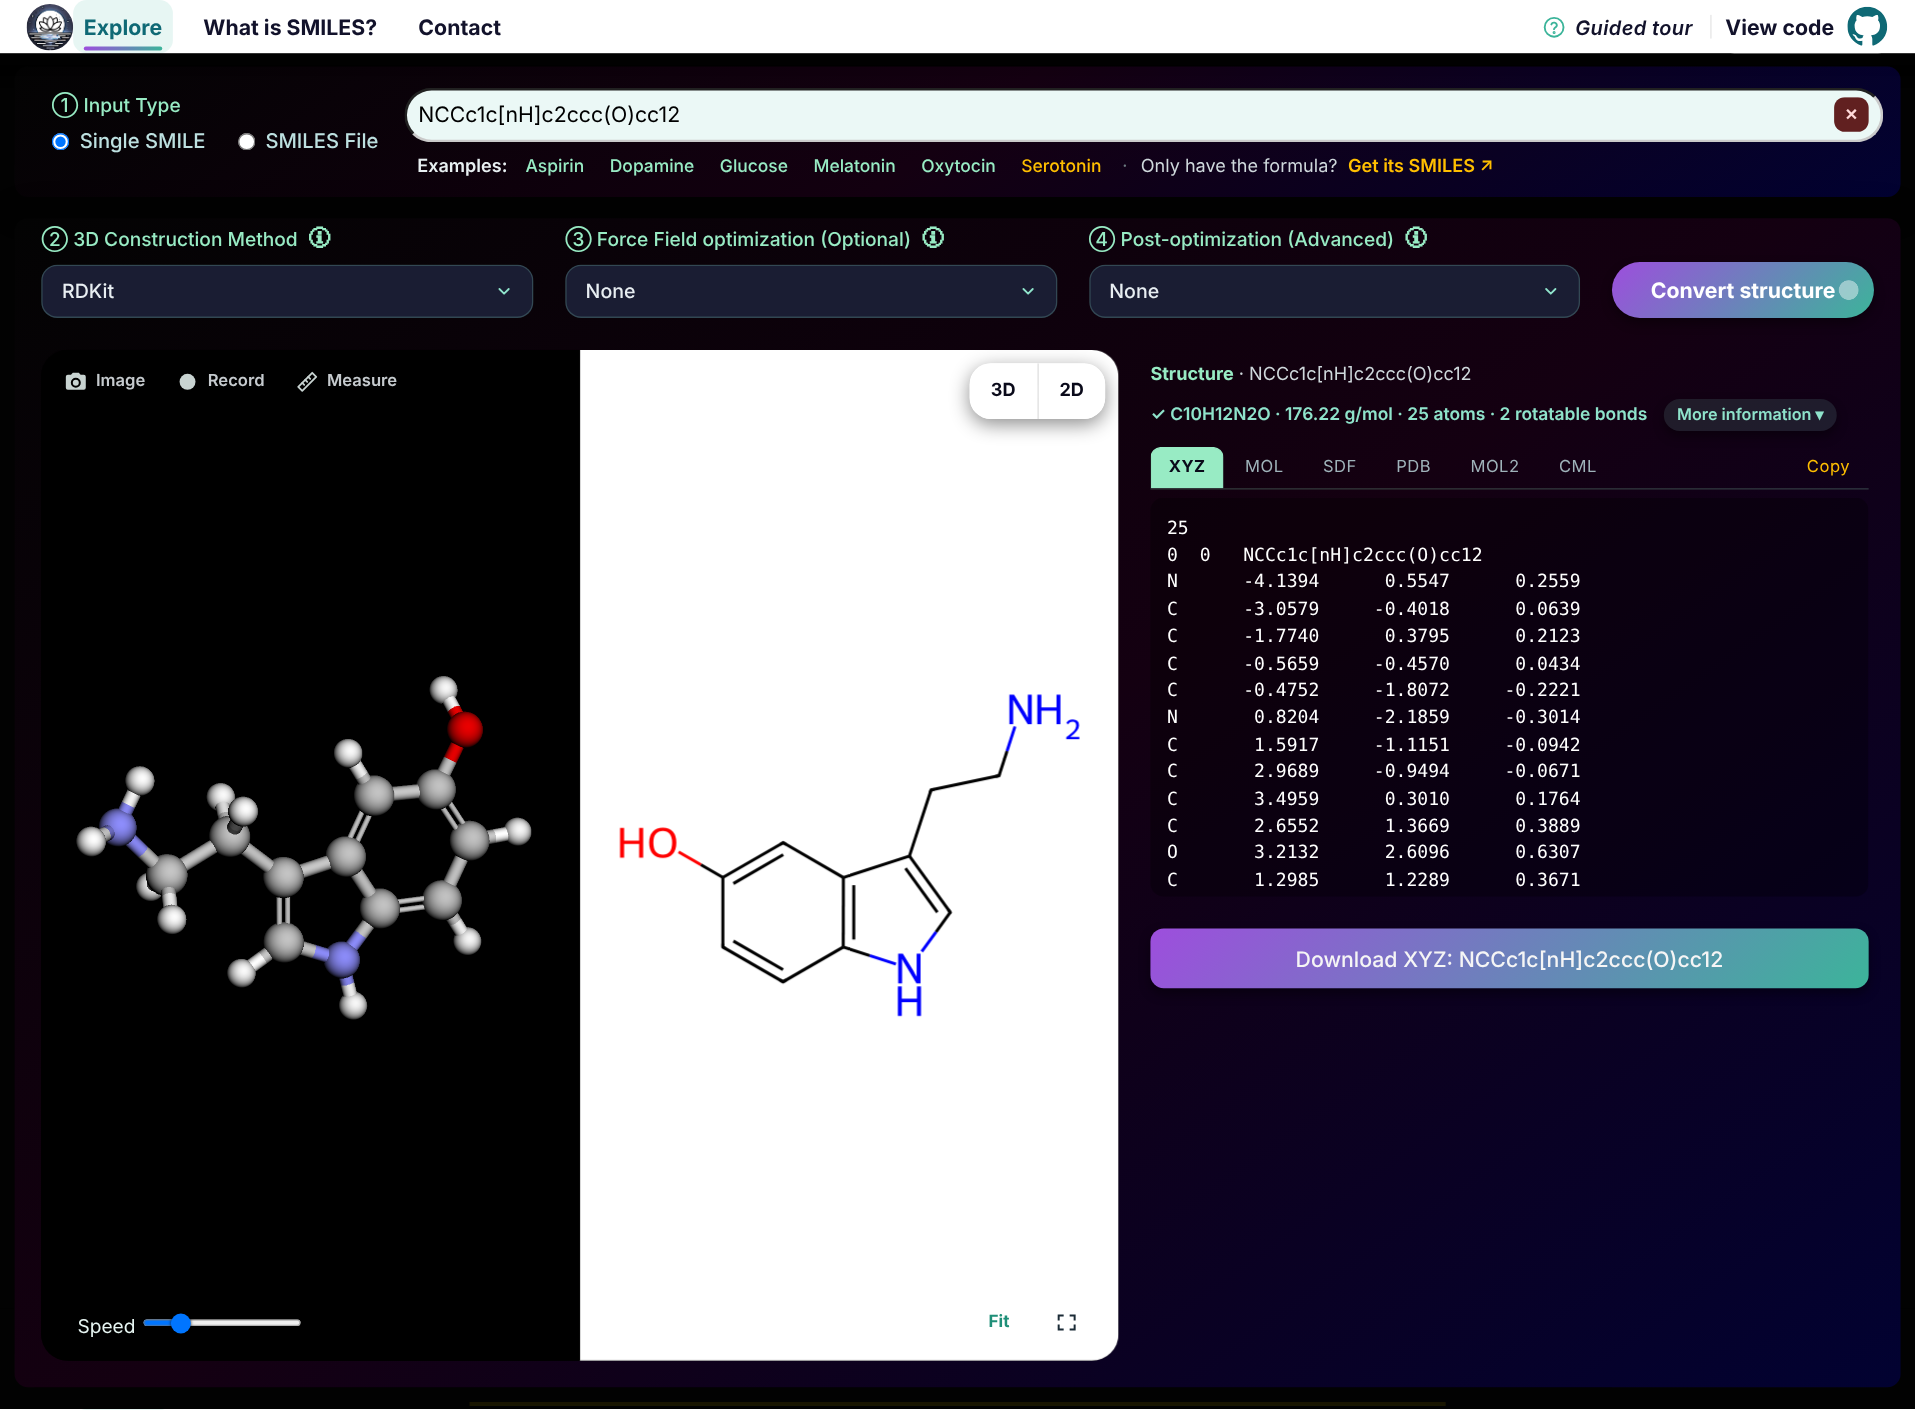 Explore
What is SMILES?
Contact
? Guided tour
View code
1 Input Type
Single SMILE
SMILES File
NCCc1c[nH]c2ccc(O)cc12
×
Examples: Aspirin Dopamine Glucose Melatonin Oxytocin Serotonin · Only have the formula? Get its SMILES ↗
2 3D Construction Method
3 Force Field optimization (Optional)
4 Post-optimization (Advanced)
RDKit
None
None
Convert structure
Image
Record
Measure
3D
2D
NH2
HO
N
H
Speed
Fit
Structure · NCCc1c[nH]c2ccc(O)cc12
✓ C10H12N2O · 176.22 g/mol · 25 atoms · 2 rotatable bonds
More information ▾
XYZ MOL SDF PDB MOL2 CML Copy
25
0 0 NCCc1c[nH]c2ccc(O)cc12
N -4.1394 0.5547 0.2559
C -3.0579 -0.4018 0.0639
C -1.7740 0.3795 0.2123
C -0.5659 -0.4570 0.0434
C -0.4752 -1.8072 -0.2221
N 0.8204 -2.1859 -0.3014
C 1.5917 -1.1151 -0.0942
C 2.9689 -0.9494 -0.0671
C 3.4959 0.3010 0.1764
C 2.6552 1.3669 0.3889
O 3.2132 2.6096 0.6307
C 1.2985 1.2289 0.3671
Download XYZ: NCCc1c[nH]c2ccc(O)cc12